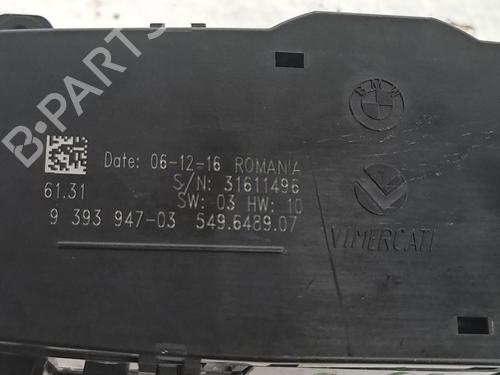 B-PARTS
BMW
Date: 06-12-16 ROMANIA
S/N: 31611496
61.31
SW: 03 HW: 10
9 393 947-03 549.6489.07
VIMERCATI